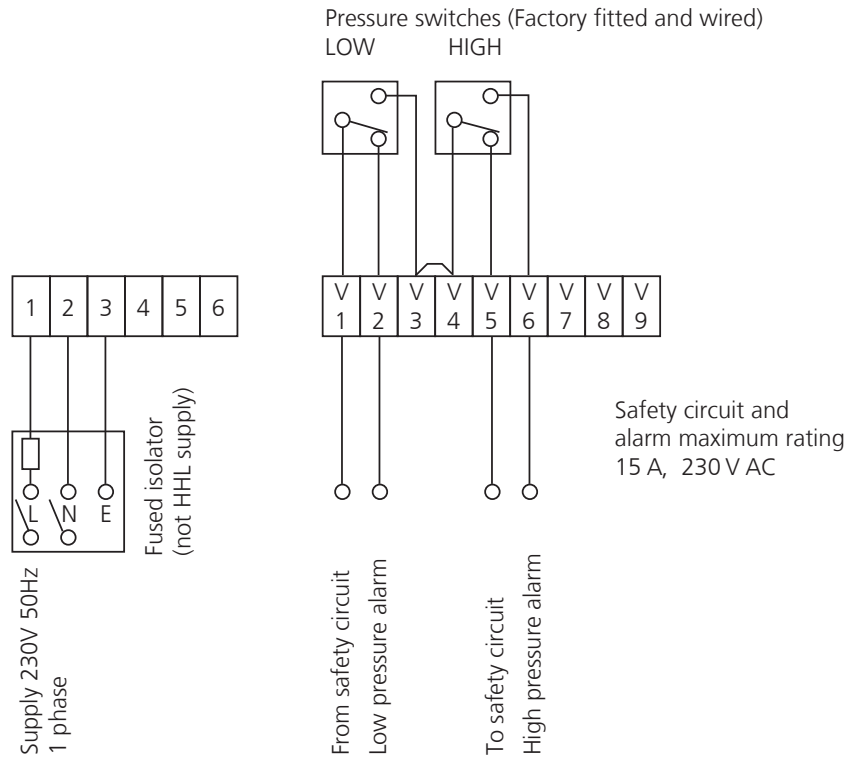 Pressure switches (Factory fitted and wired)
LOW
HIGH
1 2 3 4 5 6
V V V V V V V V V
1 2 3 4 5 6 7 8 9
L N E
Fused isolator
(not HHL supply)
Safety circuit and
alarm maximum rating
15 A, 230 V AC
Supply 230V 50Hz
1 phase
From safety circuit
Low pressure alarm
To safety circuit
High pressure alarm